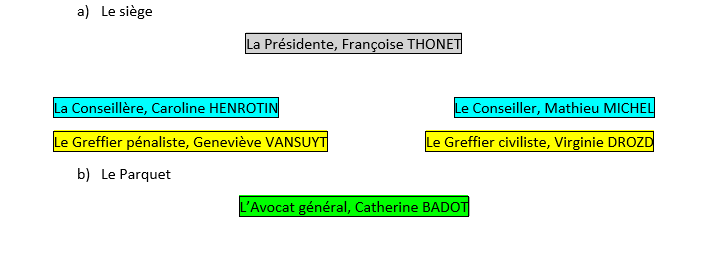 a) Le siège
La Présidente, Françoise THONET
La Conseillère, Caroline HENROTIN Le Conseiller, Mathieu MICHEL
Le Greffier pénaliste, Geneviève VANSUYT Le Greffier civiliste, Virginie DROZD
b) Le Parquet
L’Avocat général, Catherine BADOT